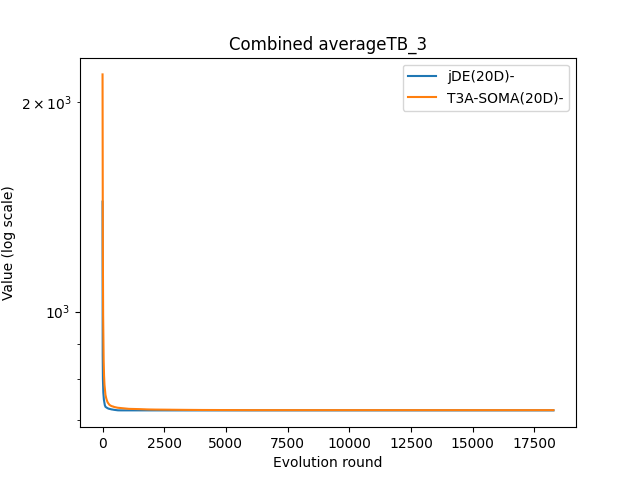 Combined averageTB_3
jDE(20D)-
T3A-SOMA(20D)-
2 × 10³
10³
Value (log scale)
0 2500 5000 7500 10000 12500 15000 17500
Evolution round